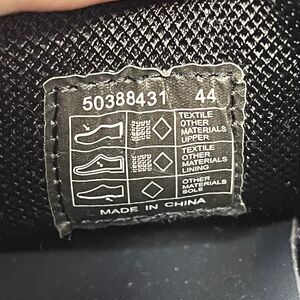 50388431 44
TEXTILE
OTHER
MATERIALS
UPPER
TEXTILE
OTHER
MATERIALS
LINING
OTHER
MATERIALS
SOLE
MADE IN CHINA